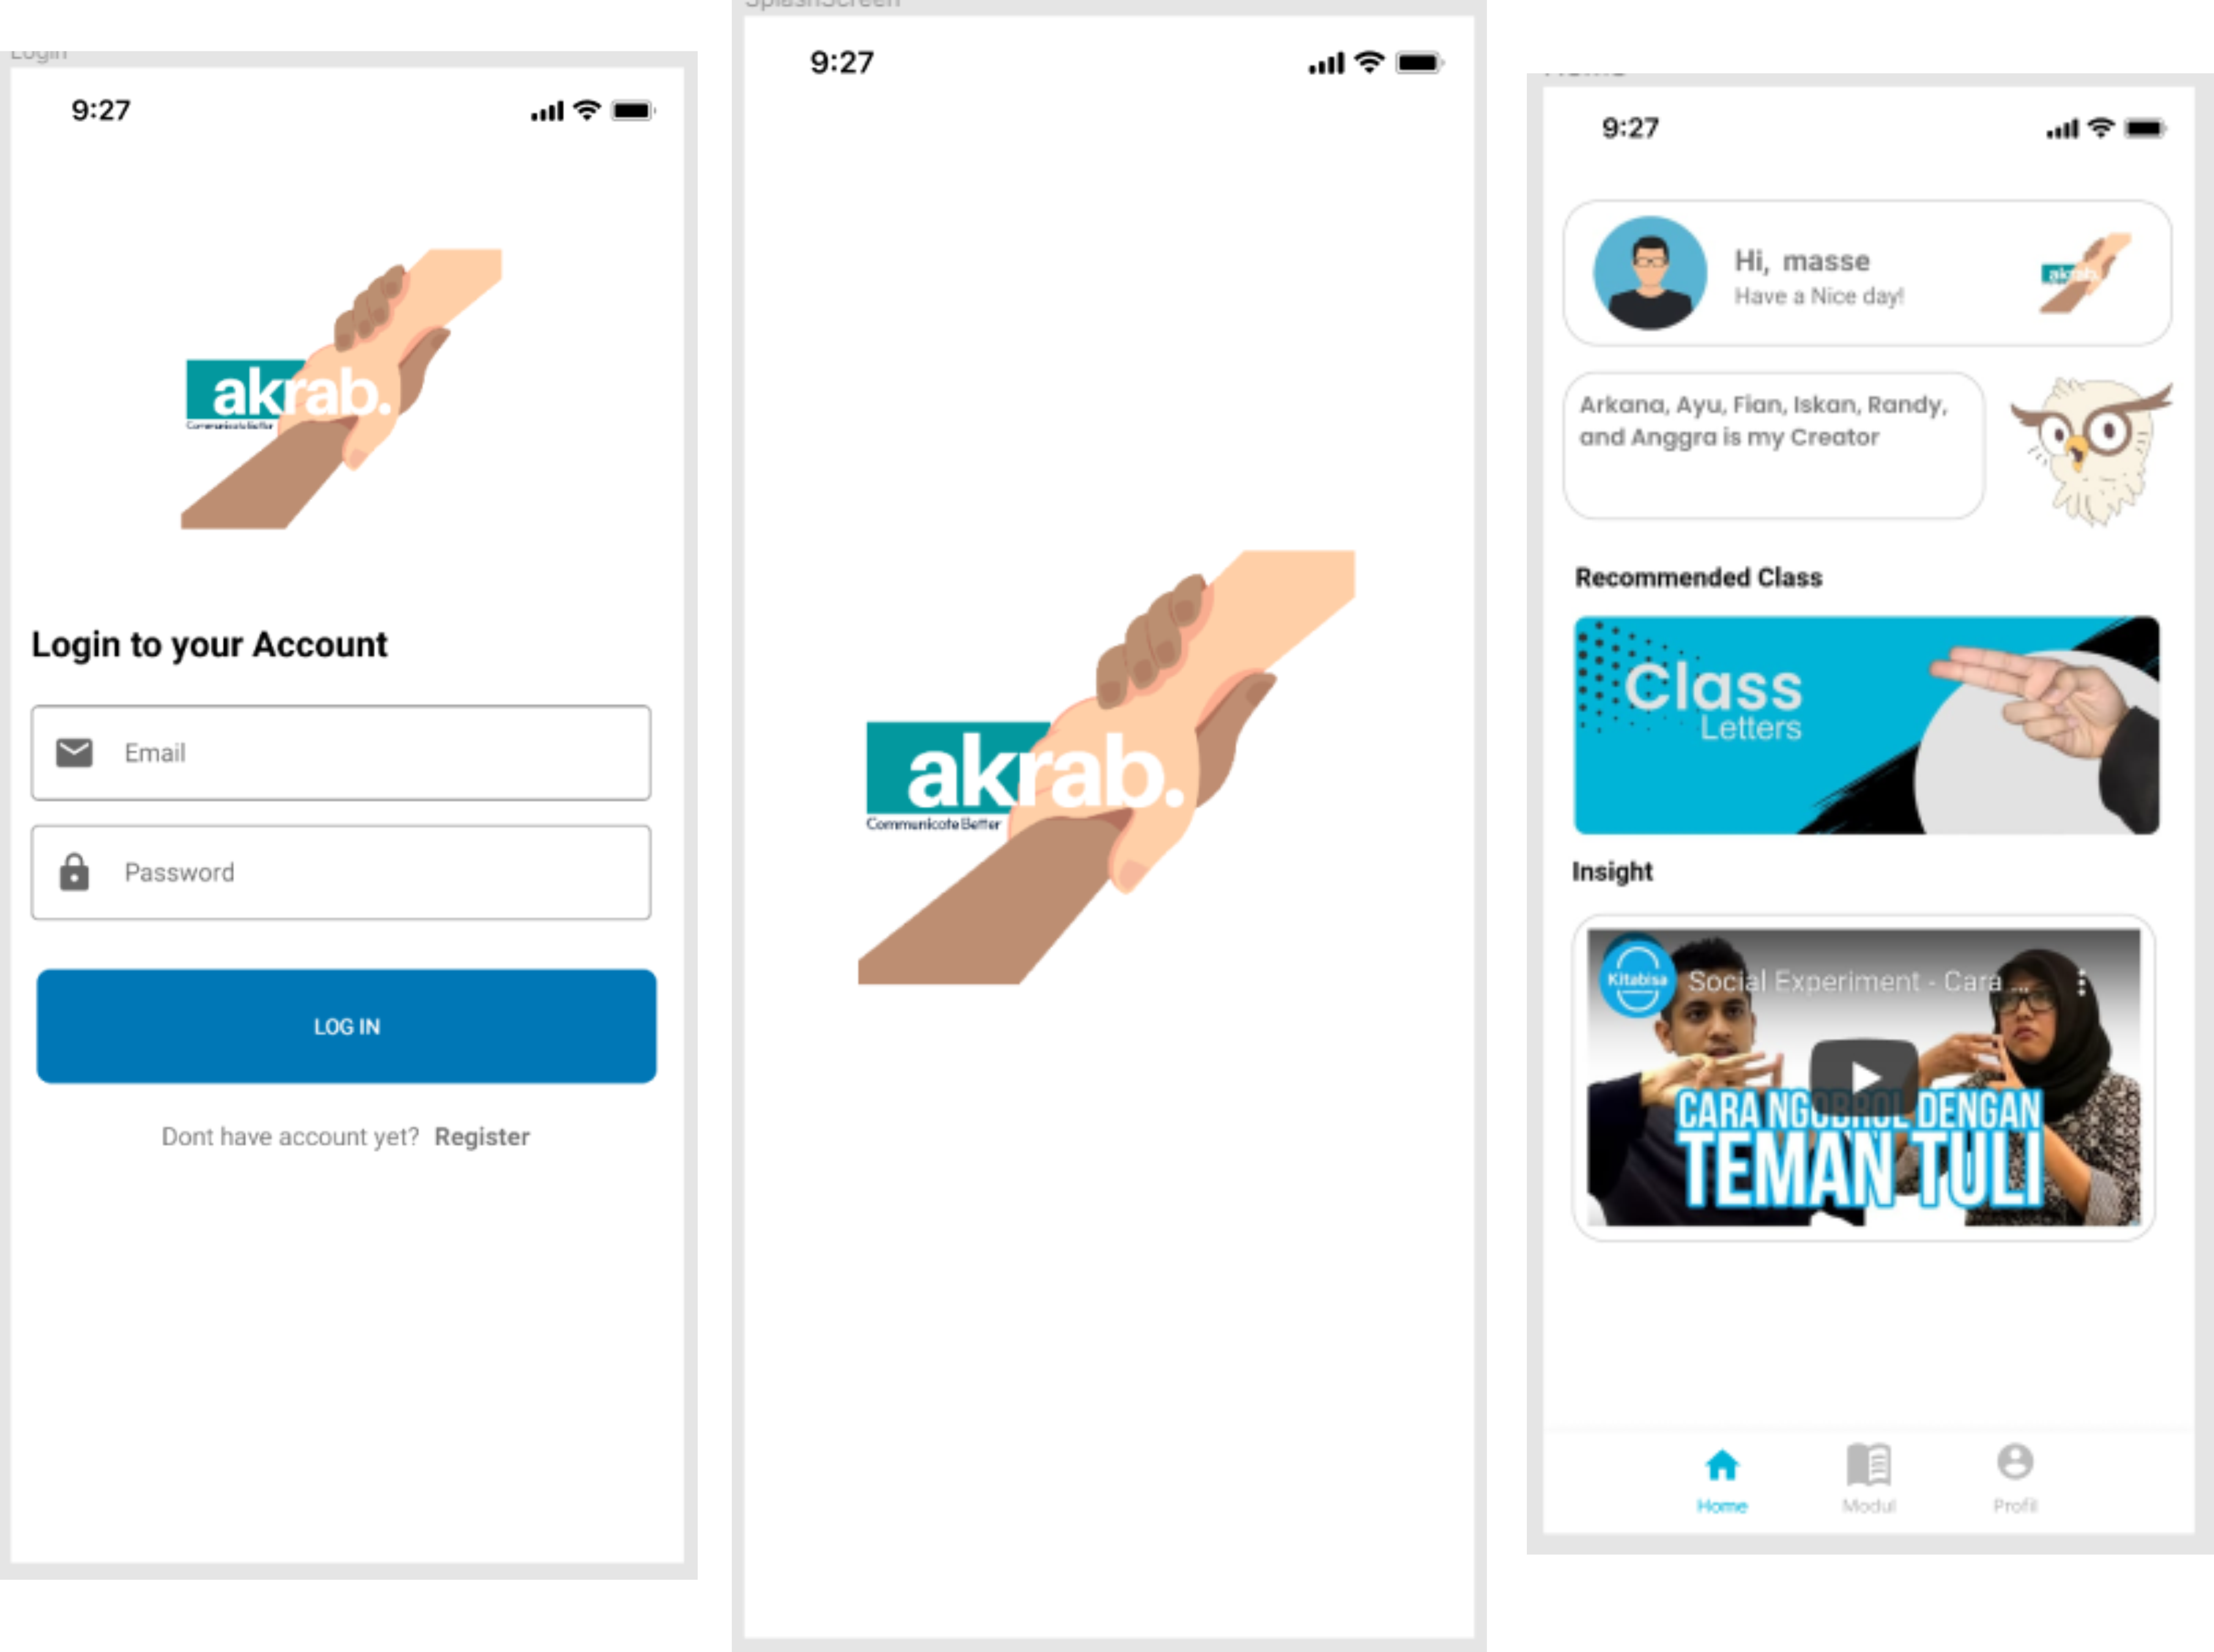 Login
9:27
akrab.
Communicate Better
Login to your Account
Email
Password
LOG IN
Dont have account yet? Register
SplashScreen
9:27
akrab.
Communicate Better
9:27
Hi, masse
Have a Nice day!
akrab.
Arkana, Ayu, Fian, Iskan, Randy,
and Anggra is my Creator
Recommended Class
Class
Letters
Insight
Kitabisa
Social Experiment - Cara ...
CARA NGOBROL DENGAN
TEMAN TULI
Home
Modul
Profil